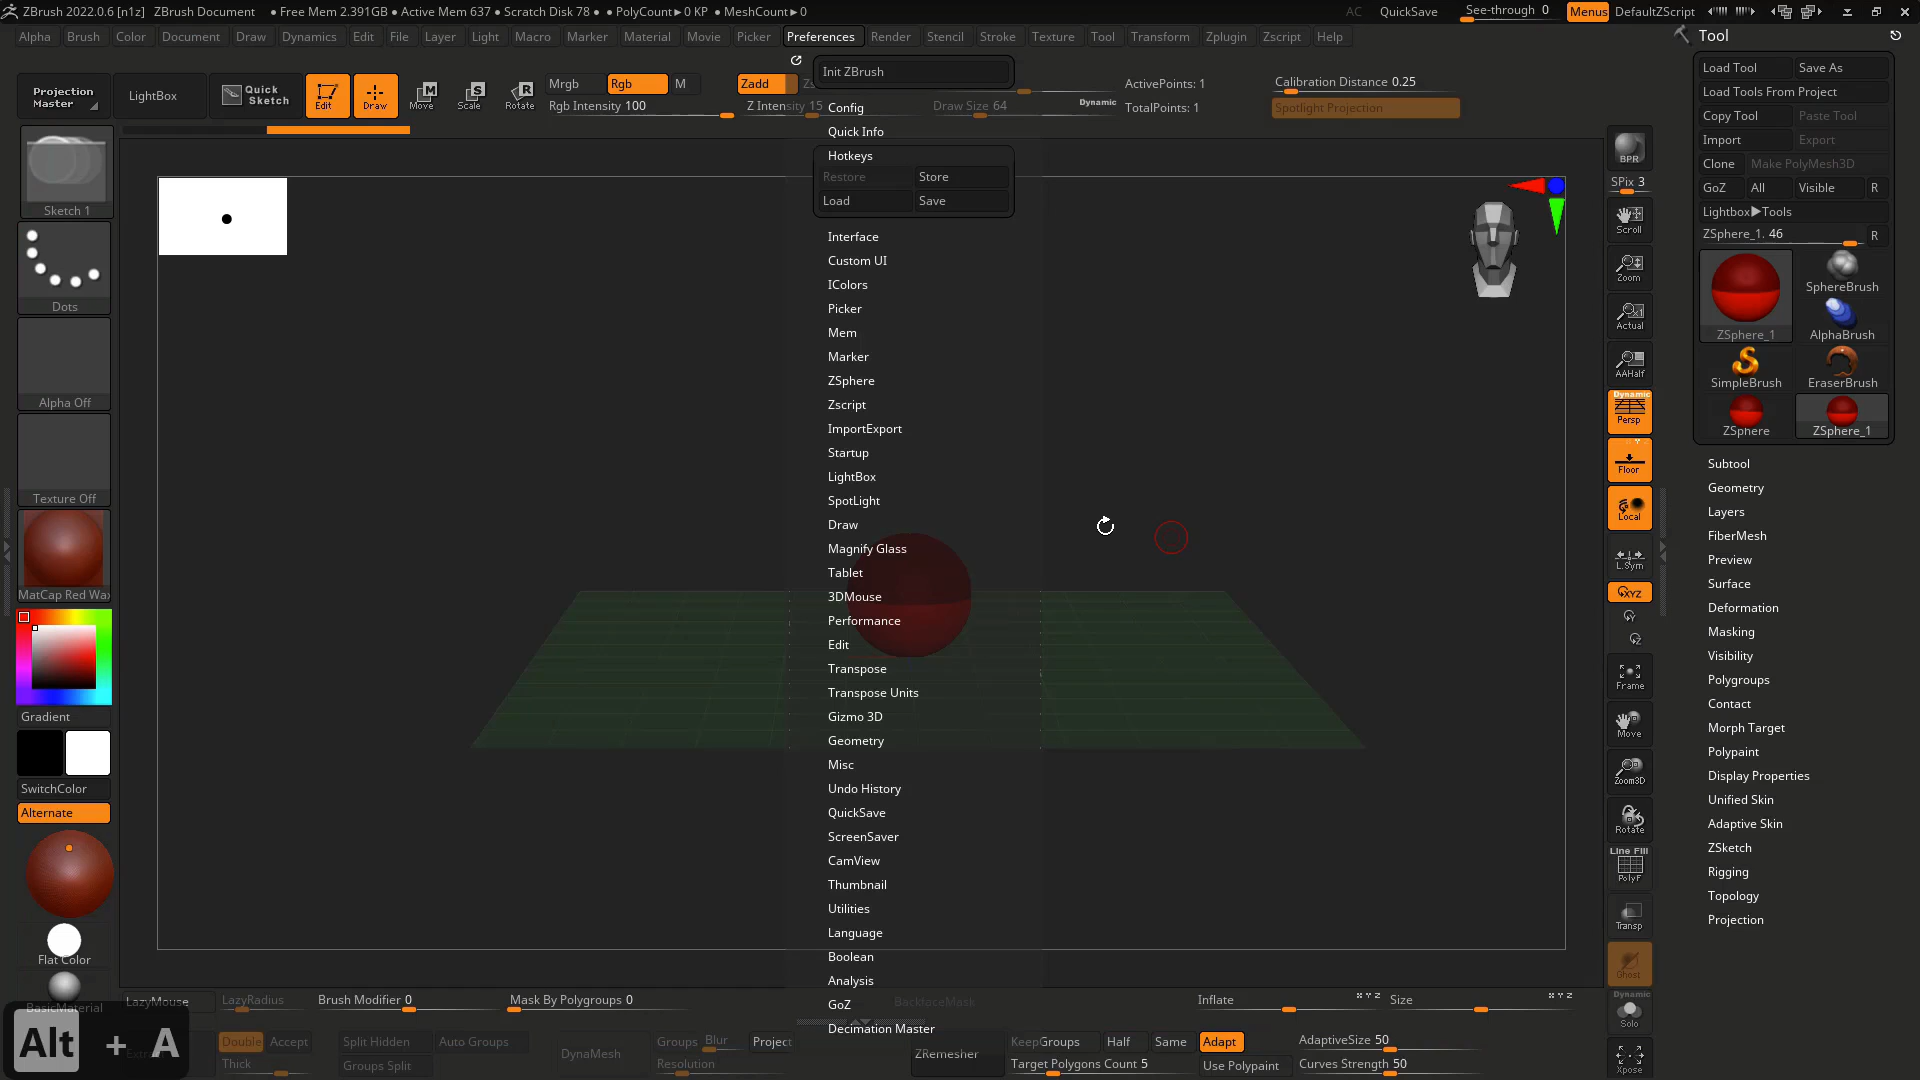 ZBrush 2022.0.6 [n1z] ZBrush Document • Free Mem 2.391GB • Active Mem 637 • Scratch Disk 78 • PolyCount▸0 KP • MeshCount▸0 AC QuickSave See-through 0 Menus DefaultZScript
Alpha Brush Color Document Draw Dynamics Edit File Layer Light Macro Marker Material Movie Picker Preferences Render Stencil Stroke Texture Tool Transform Zplugin Zscript Help
Projection Master
LightBox
Quick Sketch
Edit
Draw
Move
Scale
Rotate
Mrgb Rgb M
Rgb Intensity 100
Zadd
Z Intensity 15
Draw Size 64
Dynamic
ActivePoints: 1
TotalPoints: 1
Calibration Distance 0.25
Spotlight Projection
Init ZBrush
Config
Quick Info
Hotkeys
Restore Store
Load Save
Interface
Custom UI
IColors
Picker
Mem
Marker
ZSphere
Zscript
ImportExport
Startup
LightBox
SpotLight
Draw
Magnify Glass
Tablet
3DMouse
Performance
Edit
Transpose
Transpose Units
Gizmo 3D
Geometry
Misc
Undo History
QuickSave
ScreenSaver
CamView
Thumbnail
Utilities
Language
Boolean
Analysis
GoZ
Decimation Master
Sketch 1
Dots
Alpha Off
Texture Off
MatCap Red Wax
Gradient
SwitchColor
Alternate
Flat Color
BasicMaterial
BPR
SPix 3
Scroll
Zoom
Actual
AAHalf
Dynamic
Persp
Floor
Local
L.Sym
XYZ
Frame
Move
Zoom3D
Rotate
Line Fill
PolyF
Transp
Ghost
Dynamic
Solo
Xpose
Tool
Load Tool Save As
Load Tools From Project
Copy Tool Paste Tool
Import Export
Clone Make PolyMesh3D
GoZ All Visible R
Lightbox▸Tools
ZSphere_1. 46 R
ZSphere_1
SphereBrush
AlphaBrush
SimpleBrush
EraserBrush
ZSphere
ZSphere_1
Subtool
Geometry
Layers
FiberMesh
Preview
Surface
Deformation
Masking
Visibility
Polygroups
Contact
Morph Target
Polypaint
Display Properties
Unified Skin
Adaptive Skin
ZSketch
Rigging
Topology
Projection
LazyMouse LazyRadius Brush Modifier 0 Mask By Polygroups 0 BackfaceMask Inflate X Y Z Size X Y Z
Double Accept Split Hidden Auto Groups DynaMesh Groups Blur Project ZRemesher KeepGroups Half Same Adapt AdaptiveSize 50
Thick Groups Split Resolution Target Polygons Count 5 Use Polypaint Curves Strength 50
Alt + A